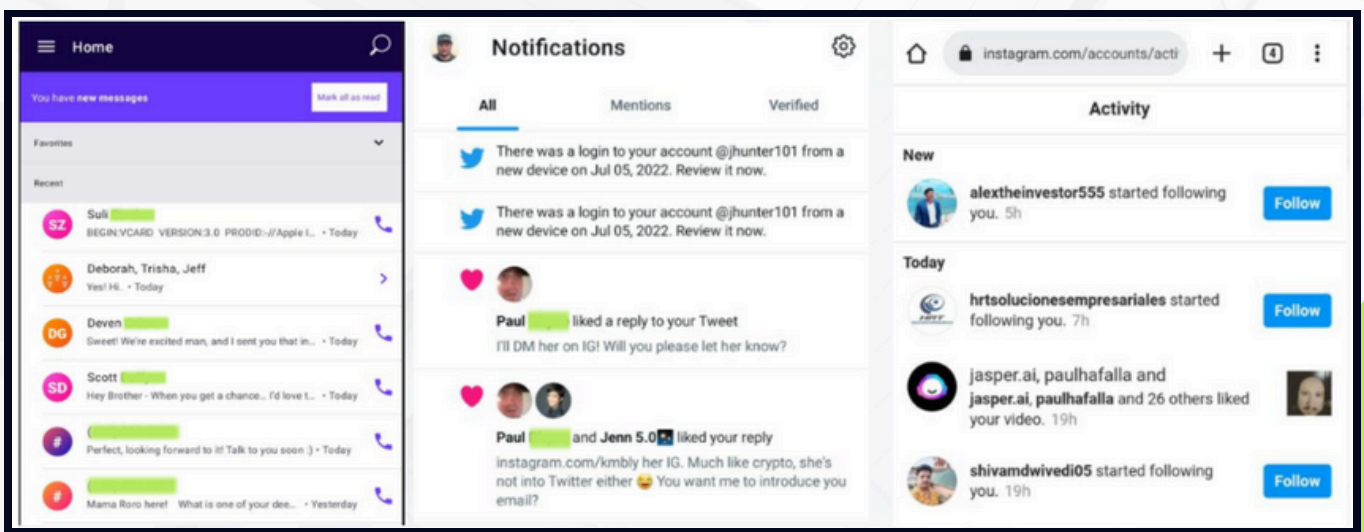 Home
You have new messages
Mark all as read
Favorites
Recent
SZ
Suli
BEGIN:VCARD VERSION:3.0 PRODID:-//Apple I... • Today
Deborah, Trisha, Jeff
Yes! Hi.. • Today
DG
Deven
Sweet! We're excited man, and I sent you that in... • Today
SD
Scott
Hey Brother - When you get a chance... I'd love t... • Today
#
(
Perfect, looking forward to it! Talk to you soon :) • Today
#
(
Mama Roro here! What is one of your dee... • Yesterday
Notifications
All
Mentions
Verified
There was a login to your account @jhunter101 from a
new device on Jul 05, 2022. Review it now.
There was a login to your account @jhunter101 from a
new device on Jul 05, 2022. Review it now.
Paul liked a reply to your Tweet
I'll DM her on IG! Will you please let her know?
Paul and Jenn 5.0 liked your reply
instagram.com/kmbly her IG. Much like crypto, she's
not into Twitter either 😂 You want me to introduce you
email?
instagram.com/accounts/acti
4
Activity
New
alextheinvestor555 started following
you. 5h
Follow
Today
HRT
hrtsolucionesempresariales started
following you. 7h
Follow
jasper.ai, paulhafalla and
jasper.ai, paulhafalla and 26 others liked
your video. 19h
shivamdwivedi05 started following
you. 19h
Follow